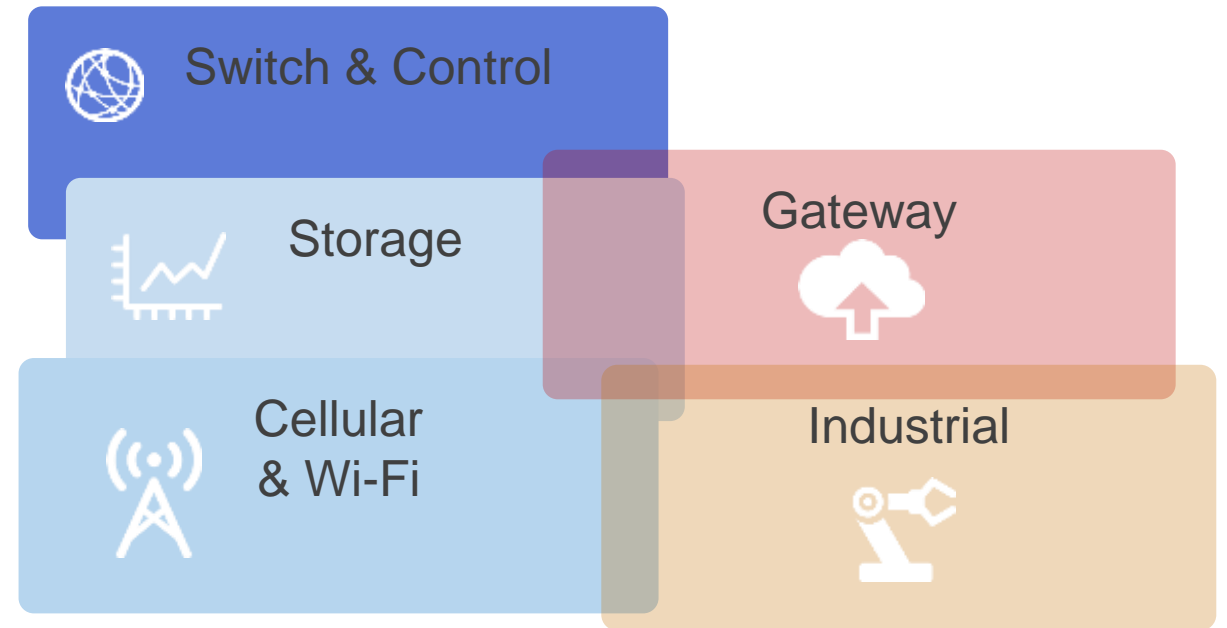 Switch & Control
Storage
Gateway
Cellular
& Wi-Fi
Industrial